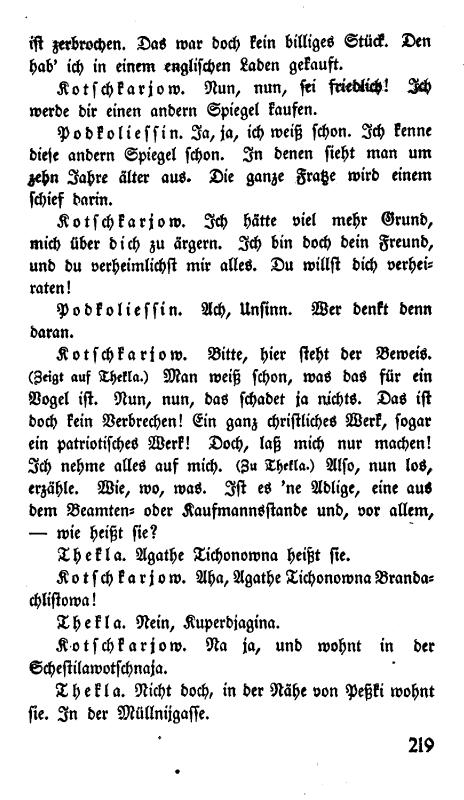 ist zerbrochen. Das war doch kein billiges Stück. Den
hab' ich in einem englischen Laden gekauft.
Kotschkarjow. Nun, nun, sei friedlich! Ich
werde dir einen andern Spiegel kaufen.
Podkoliessin. Ja, ja, ich weiß schon. Ich kenne
diese andern Spiegel schon. In denen sieht man um
zehn Jahre älter aus. Die ganze Fratze wird einem
schief darin.
Kotschkarjow. Ich hätte viel mehr Grund,
mich über dich zu ärgern. Ich bin doch dein Freund,
und du verheimlichst mir alles. Du willst dich verhei-
raten!
Podkoliessin. Ach, Unsinn. Wer denkt denn
daran.
Kotschkarjow. Bitte, hier steht der Beweis.
(Zeigt auf Thekla.) Man weiß schon, was das für ein
Vogel ist. Nun, nun, das schadet ja nichts. Das ist
doch kein Verbrechen! Ein ganz christliches Werk, sogar
ein patriotisches Werk! Doch, laß mich nur machen!
Ich nehme alles auf mich. (Zu Thekla.) Also, nun los,
erzähle. Wie, wo, was. Ist es 'ne Adlige, eine aus
dem Beamten- oder Kaufmannsstande und, vor allem,
— wie heißt sie?
Thekla. Agathe Tichonowna heißt sie.
Kotschkarjow. Aha, Agathe Tichonowna Branda-
chlistowa!
Thekla. Nein, Kuperdjagina.
Kotschkarjow. Na ja, und wohnt in der
Schestilawotschnaja.
Thekla. Nicht doch, in der Nähe von Peßki wohnt
sie. In der Müllnijgasse.
219